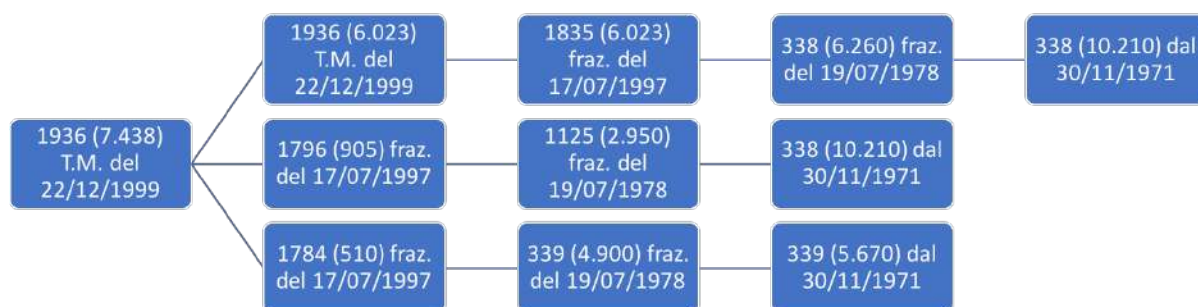 1936 (6.023)
T.M. del
22/12/1999
1835 (6.023)
fraz. del
17/07/1997
338 (6.260) fraz.
del 19/07/1978
338 (10.210) dal
30/11/1971
1936 (7.438)
T.M. del
22/12/1999
1796 (905) fraz.
del 17/07/1997
1125 (2.950)
fraz. del
19/07/1978
338 (10.210) dal
30/11/1971
1784 (510) fraz.
del 17/07/1997
339 (4.900) fraz.
del 19/07/1978
339 (5.670) dal
30/11/1971